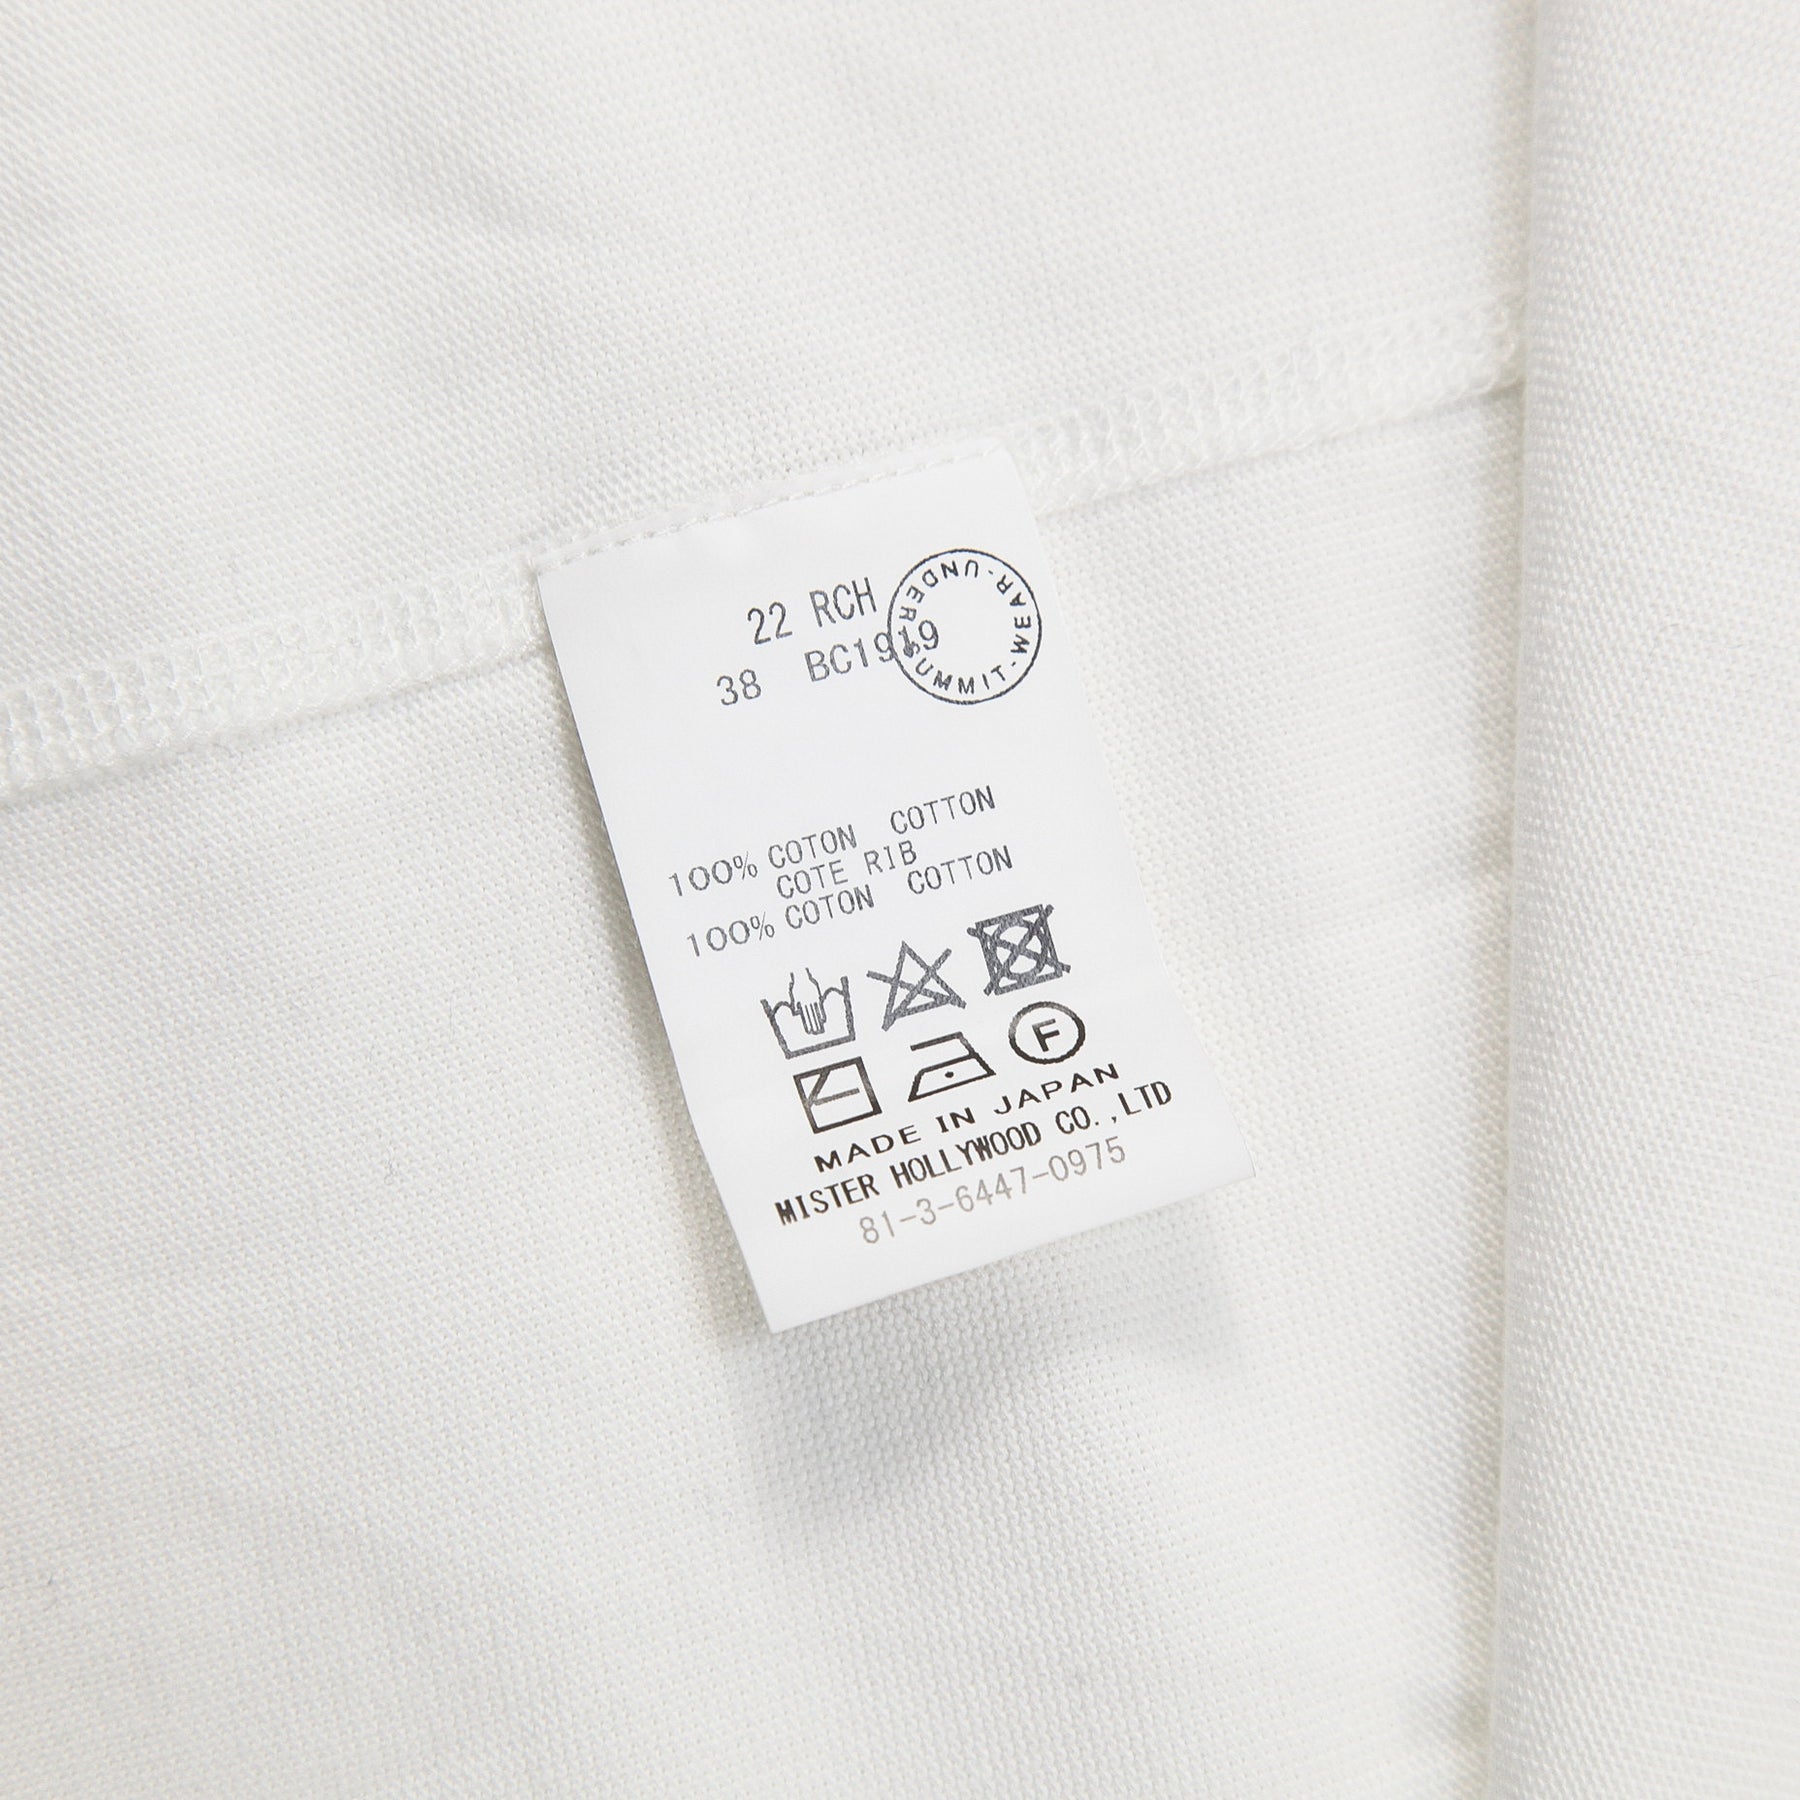 22 RCH
38 BC1919
UNDER SUMMIT-WEAR-
100% COTON COTTON
COTE RIB
100% COTON COTTON
F
MADE IN JAPAN
MISTER HOLLYWOOD CO.,LTD
81-3-6447-0975